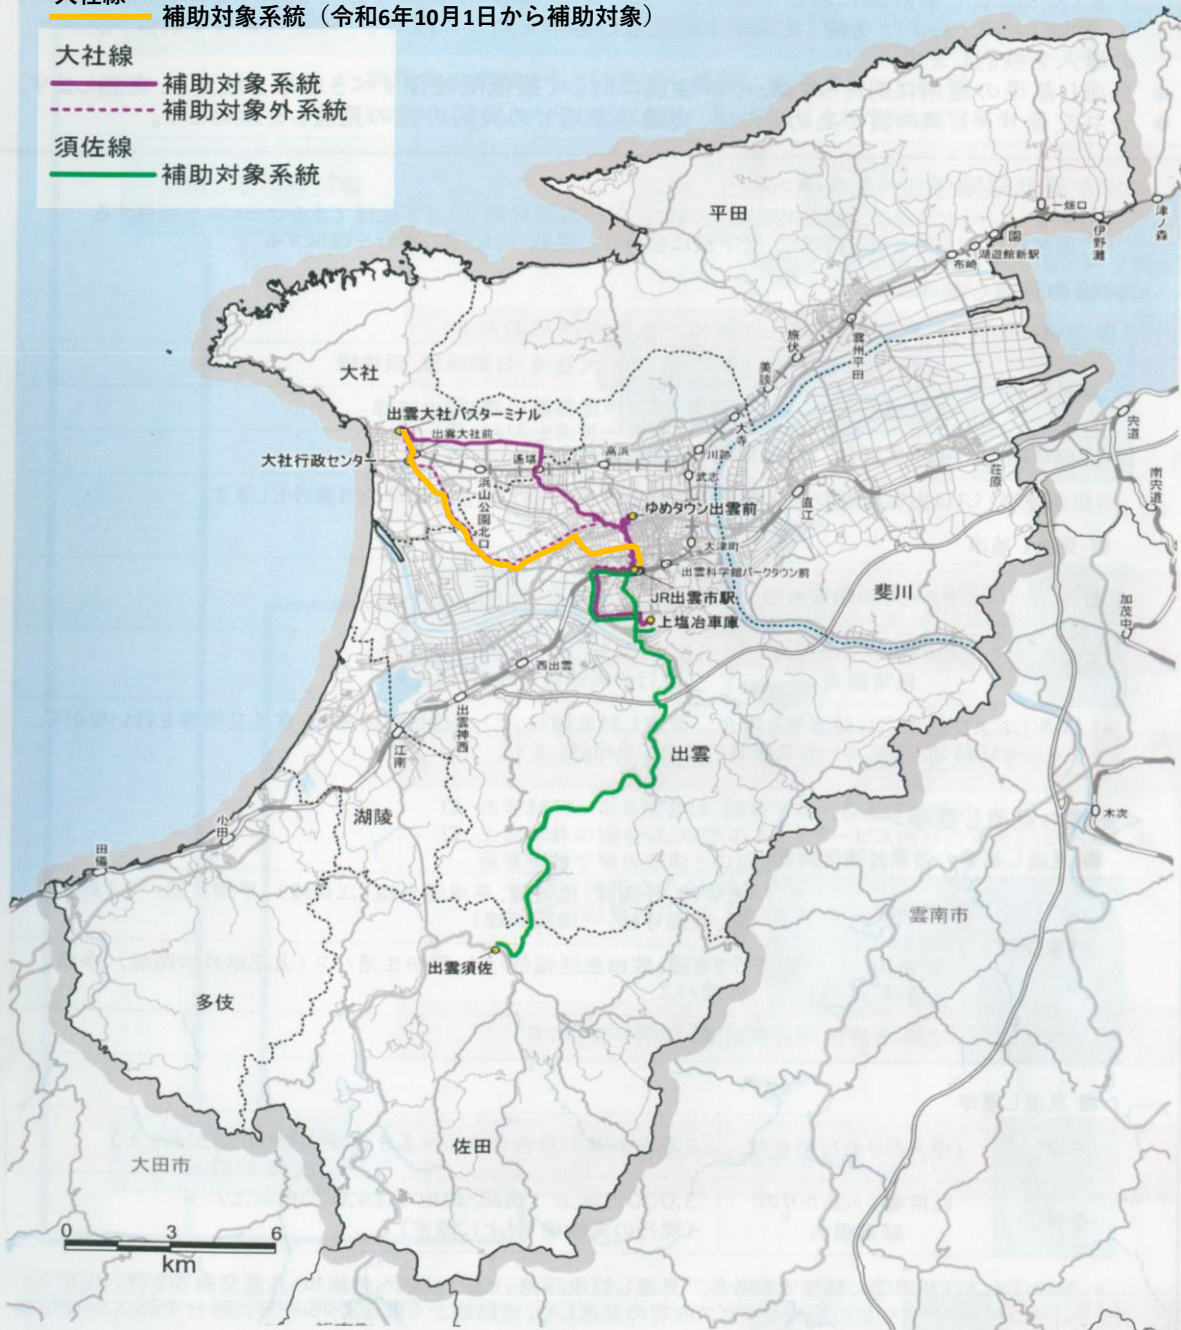 補助対象系統（令和6年10月1日から補助対象）
大社線
補助対象系統
補助対象外系統
須佐線
補助対象系統
平田
一畑口
津ノ森
伊野灘
園
湖遊館新駅
布崎
雲州平田
旅伏
美談
大寺
川跡
武志
大社
出雲大社バスターミナル
出雲大社前
大社行政センター
浜山公園北口
遙堪
高浜
ゆめタウン出雲前
大津町
出雲科学館パークタウン前
直江
荘原
宍道
南宍道
加茂中
木次
斐川
JR出雲市駅
上塩冶車庫
西出雲
出雲神西
江南
小田
田儀
出雲
湖陵
出雲須佐
多伎
雲南市
佐田
大田市
0 3 6
km